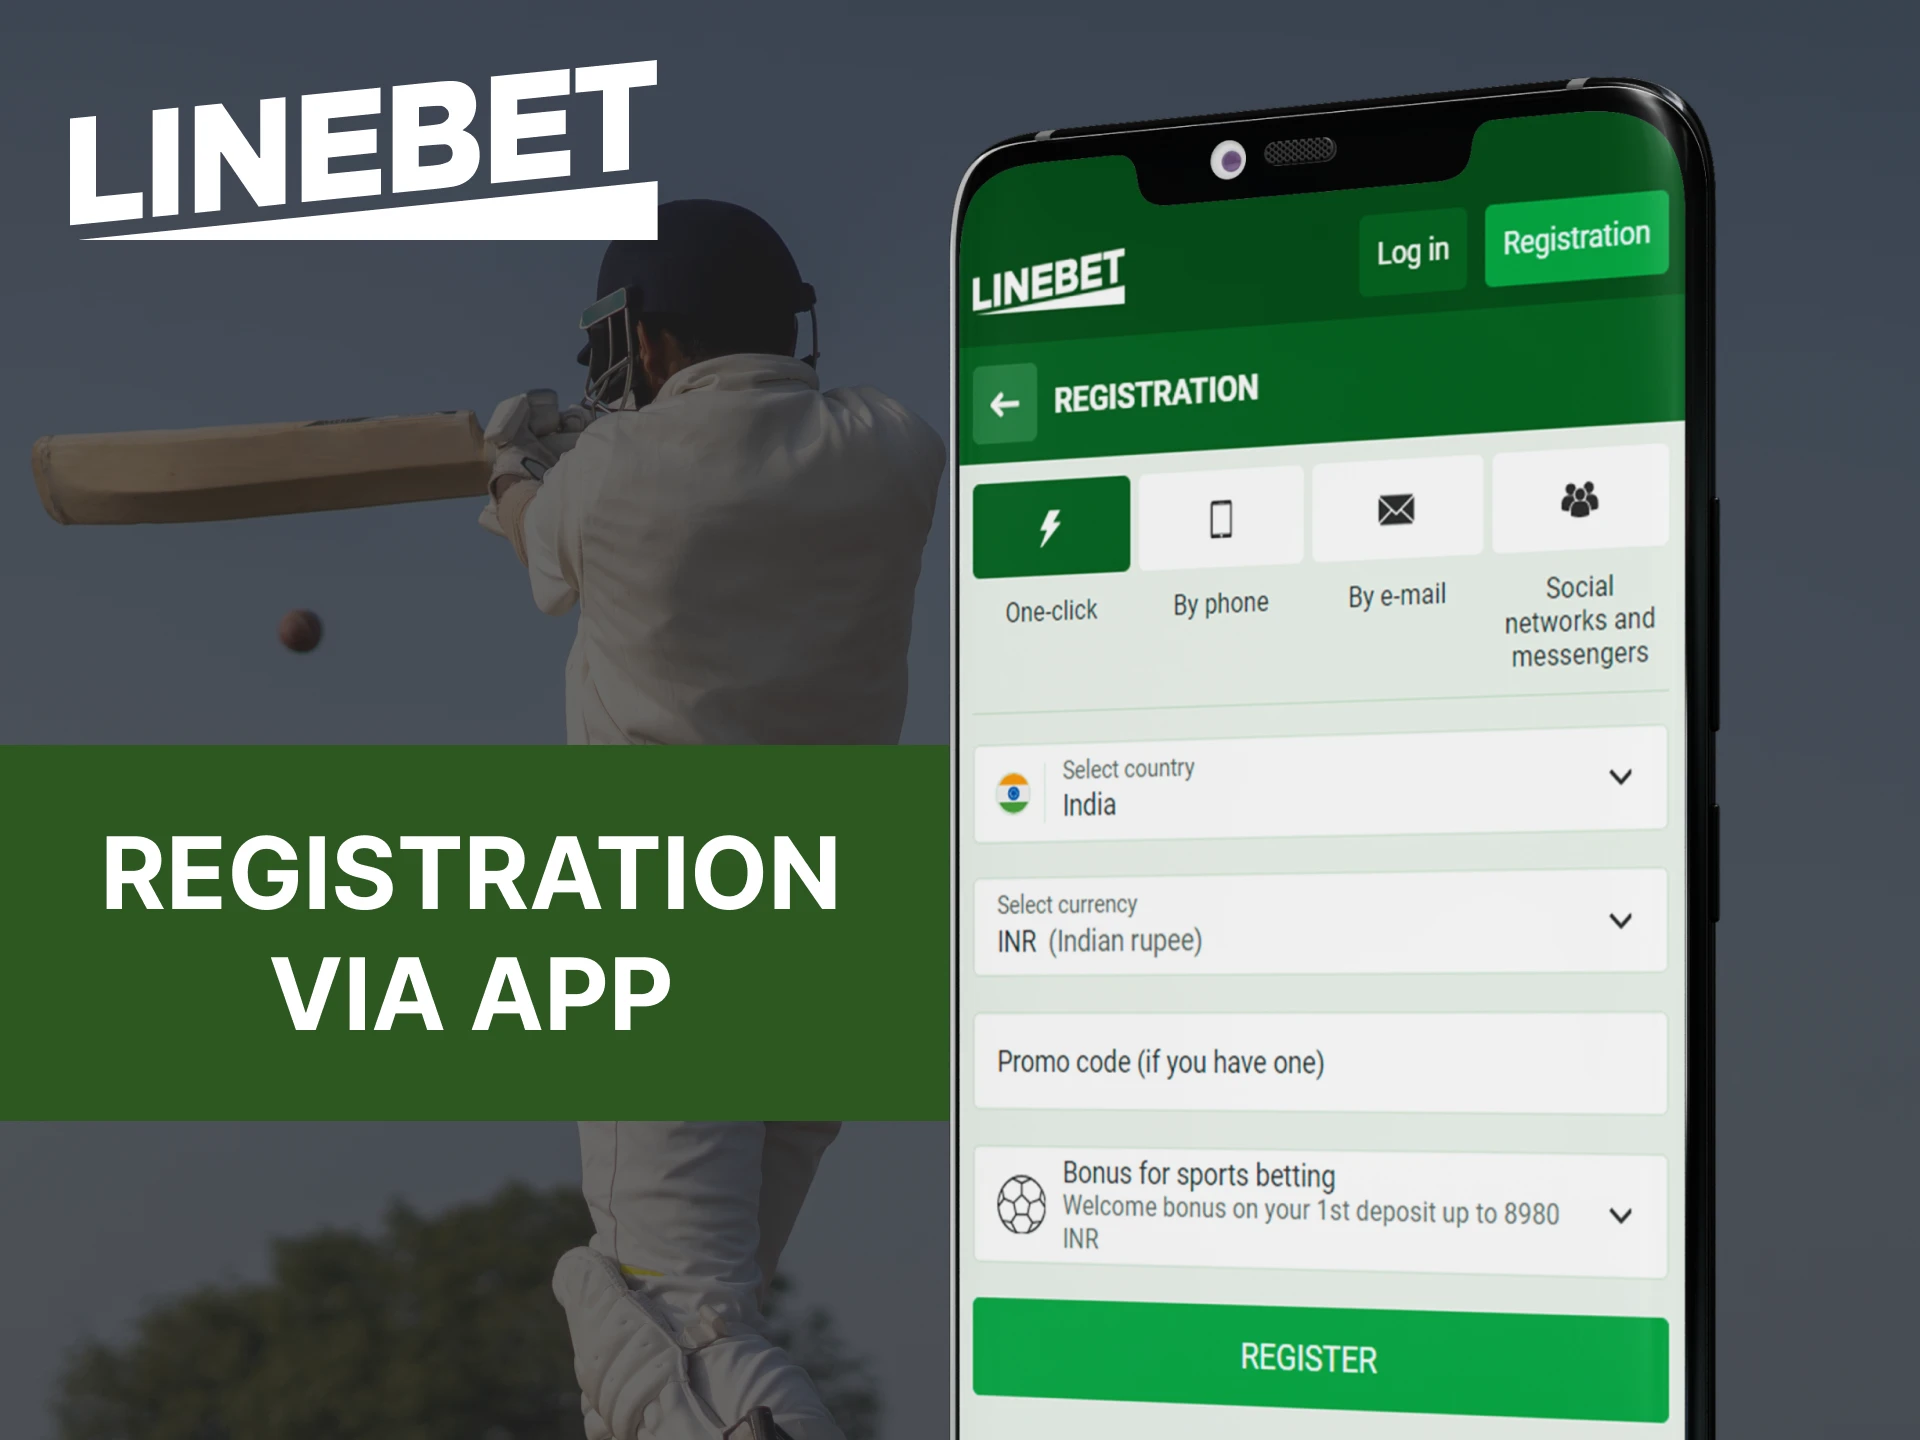 LINEBET
REGISTRATION
VIA APP
LINEBET
Log in
Registration
REGISTRATION
One-click
By phone
By e-mail
Social
networks and
messengers
Select country
India
Select currency
INR (Indian rupee)
Promo code (if you have one)
Bonus for sports betting
Welcome bonus on your 1st deposit up to 8980
INR
REGISTER